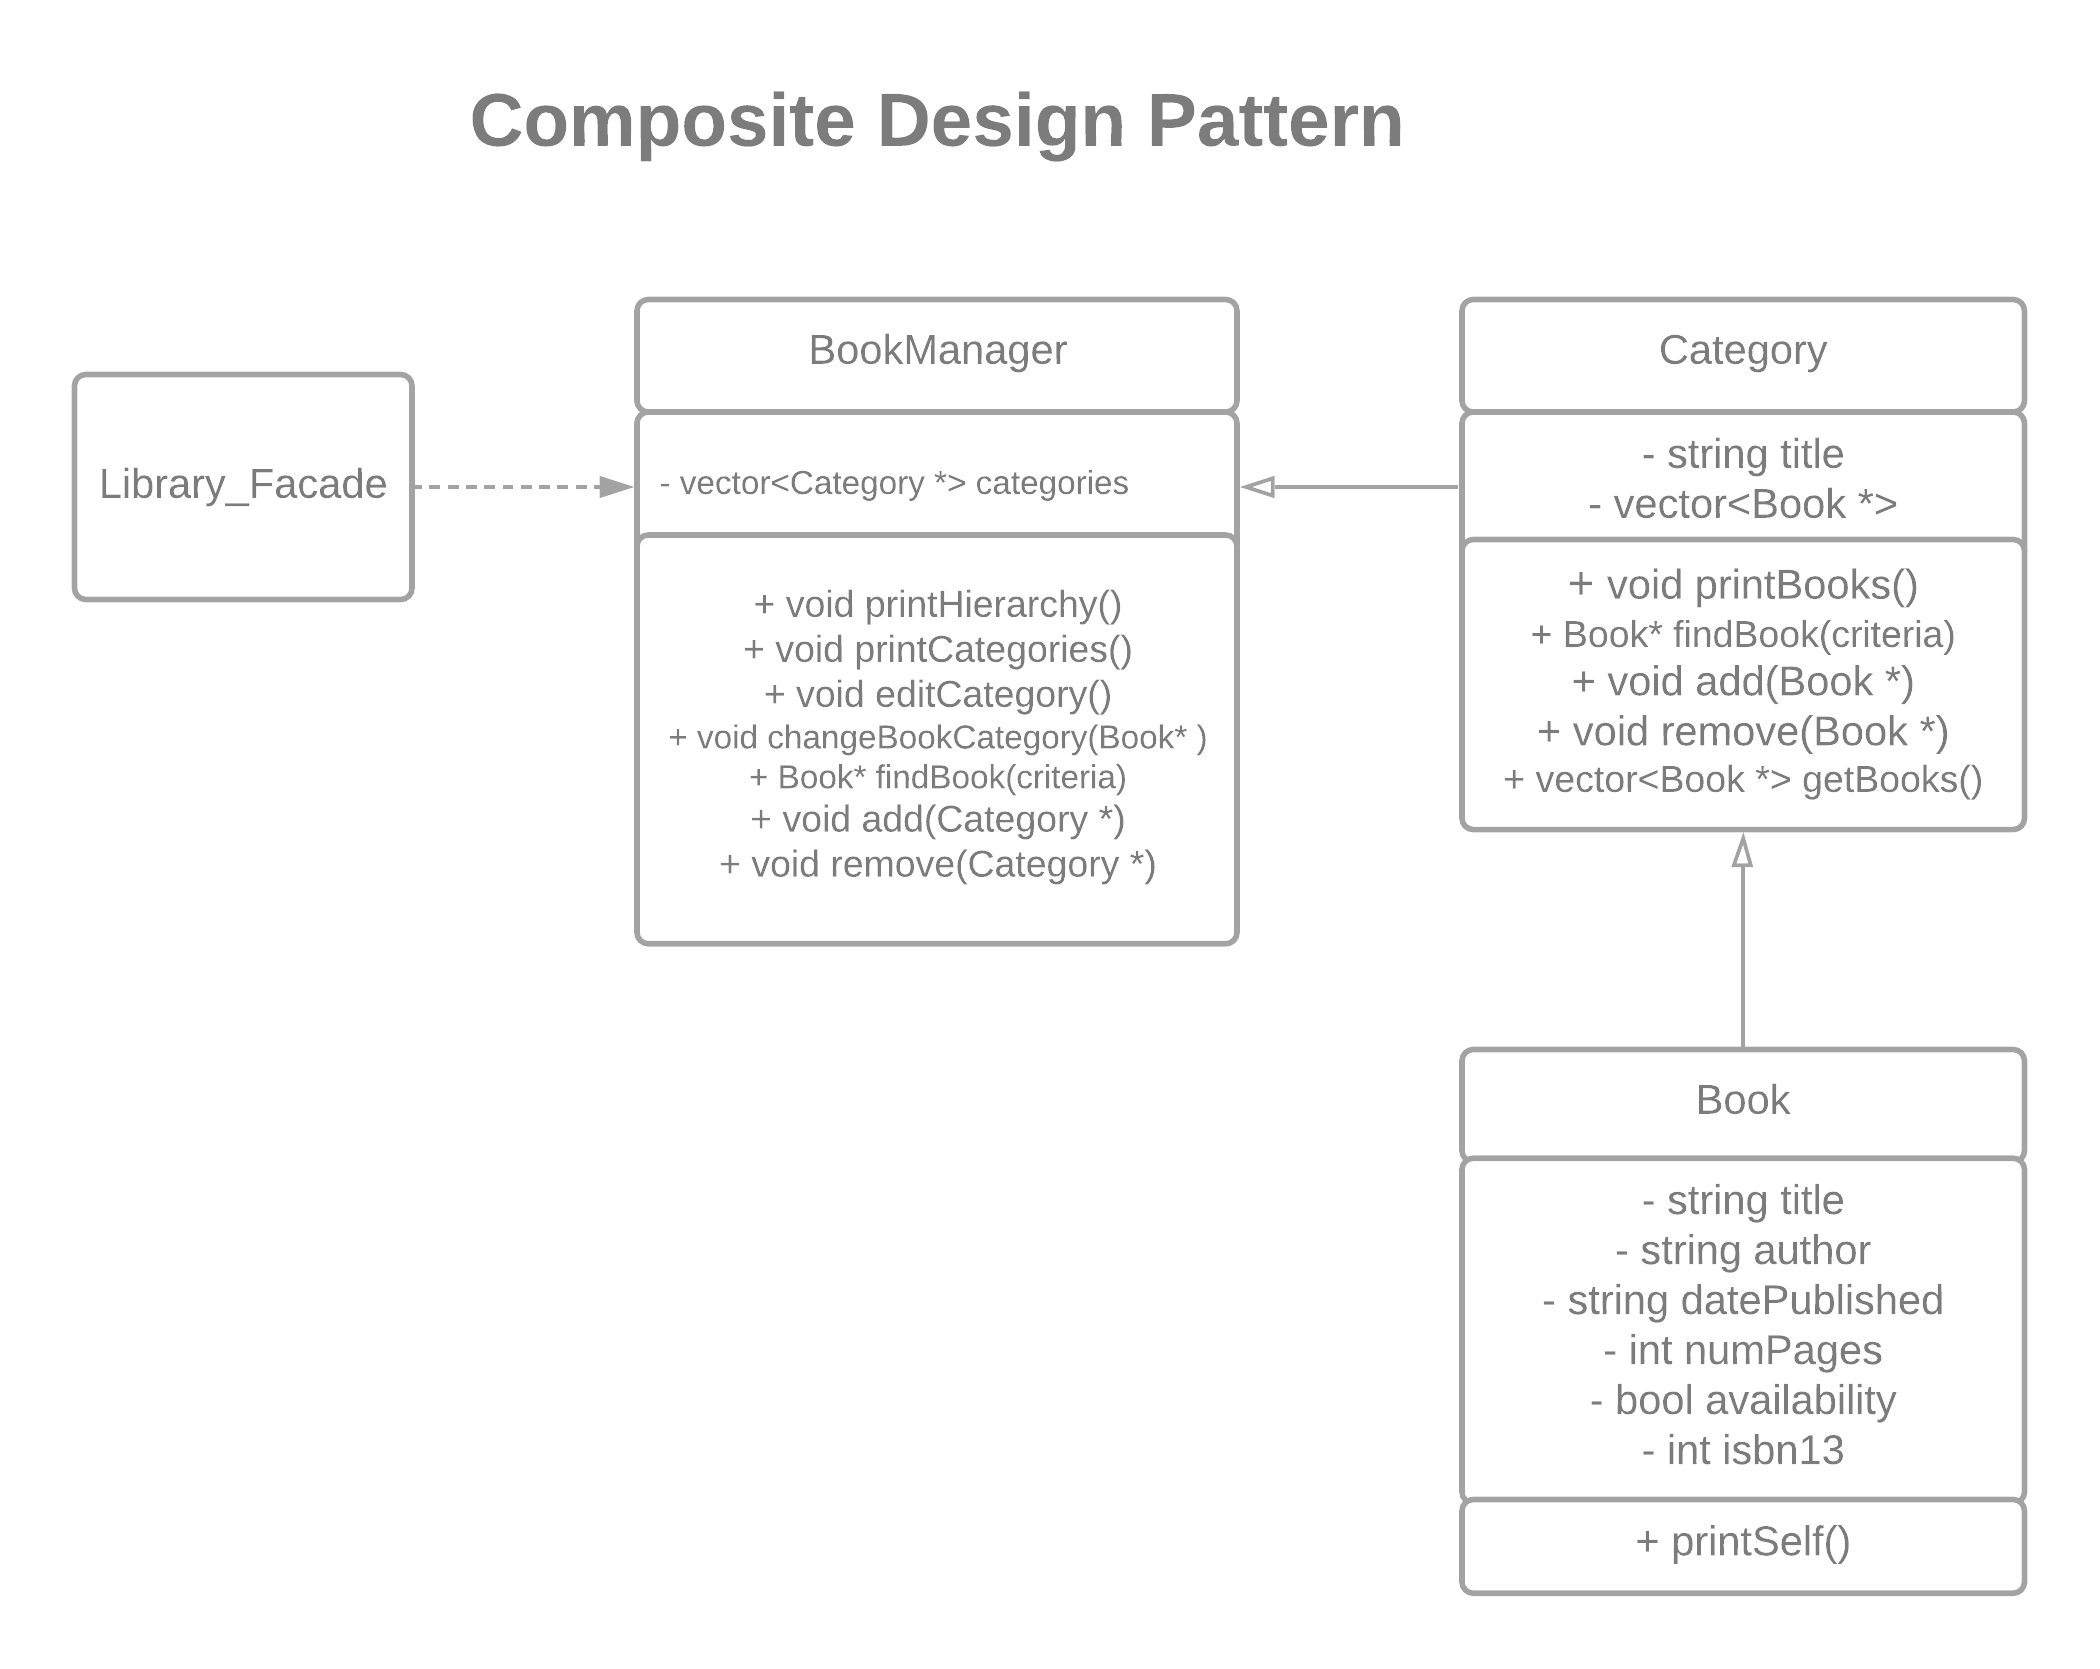 Composite Design Pattern
Library_Facade
BookManager
- vector<Category *> categories
+ void printHierarchy()
+ void printCategories()
+ void editCategory()
+ void changeBookCategory(Book* )
+ Book* findBook(criteria)
+ void add(Category *)
+ void remove(Category *)
Category
- string title
- vector<Book *>
+ void printBooks()
+ Book* findBook(criteria)
+ void add(Book *)
+ void remove(Book *)
+ vector<Book *> getBooks()
Book
- string title
- string author
- string datePublished
- int numPages
- bool availability
- int isbn13
+ printSelf()